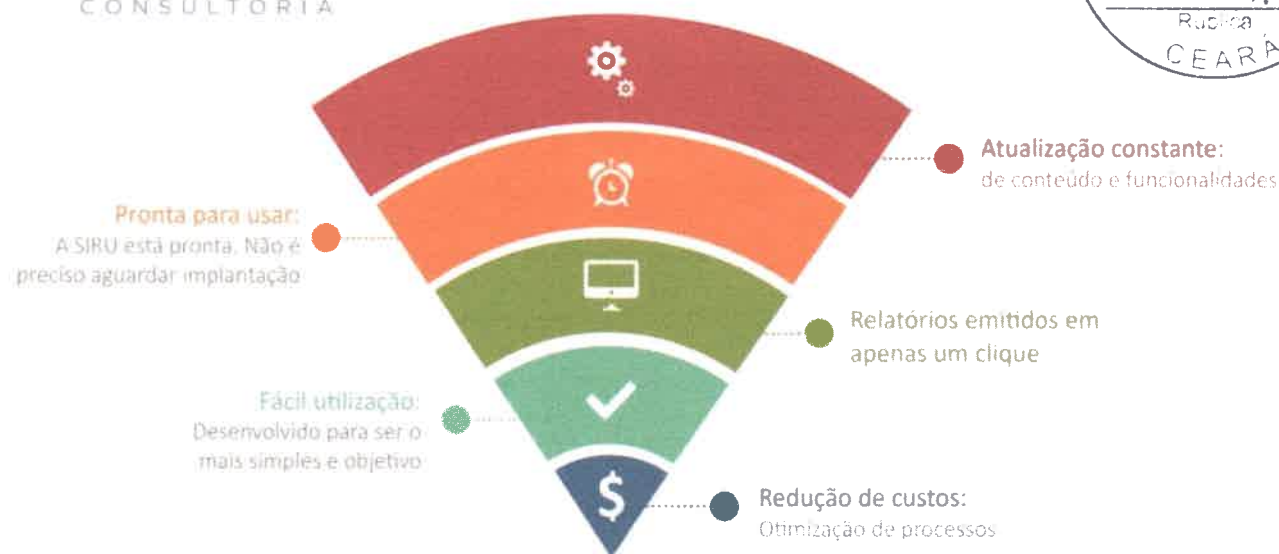 CONSULTORIA
Rubrica
CEARÁ
Atualização constante:
de conteúdo e funcionalidades
Pronta para usar:
A SIRU está pronta. Não é
preciso aguardar implantação
Relatórios emitidos em
apenas um clique
Fácil utilização:
Desenvolvido para ser o
mais simples e objetivo
$
Redução de custos:
Otimização de processos